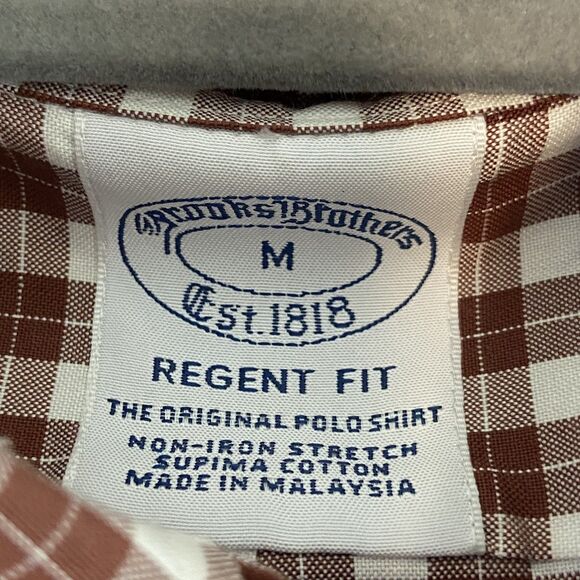 Brooks Brothers
M
Est. 1818
REGENT FIT
THE ORIGINAL POLO SHIRT
NON-IRON STRETCH
SUPIMA COTTON
MADE IN MALAYSIA